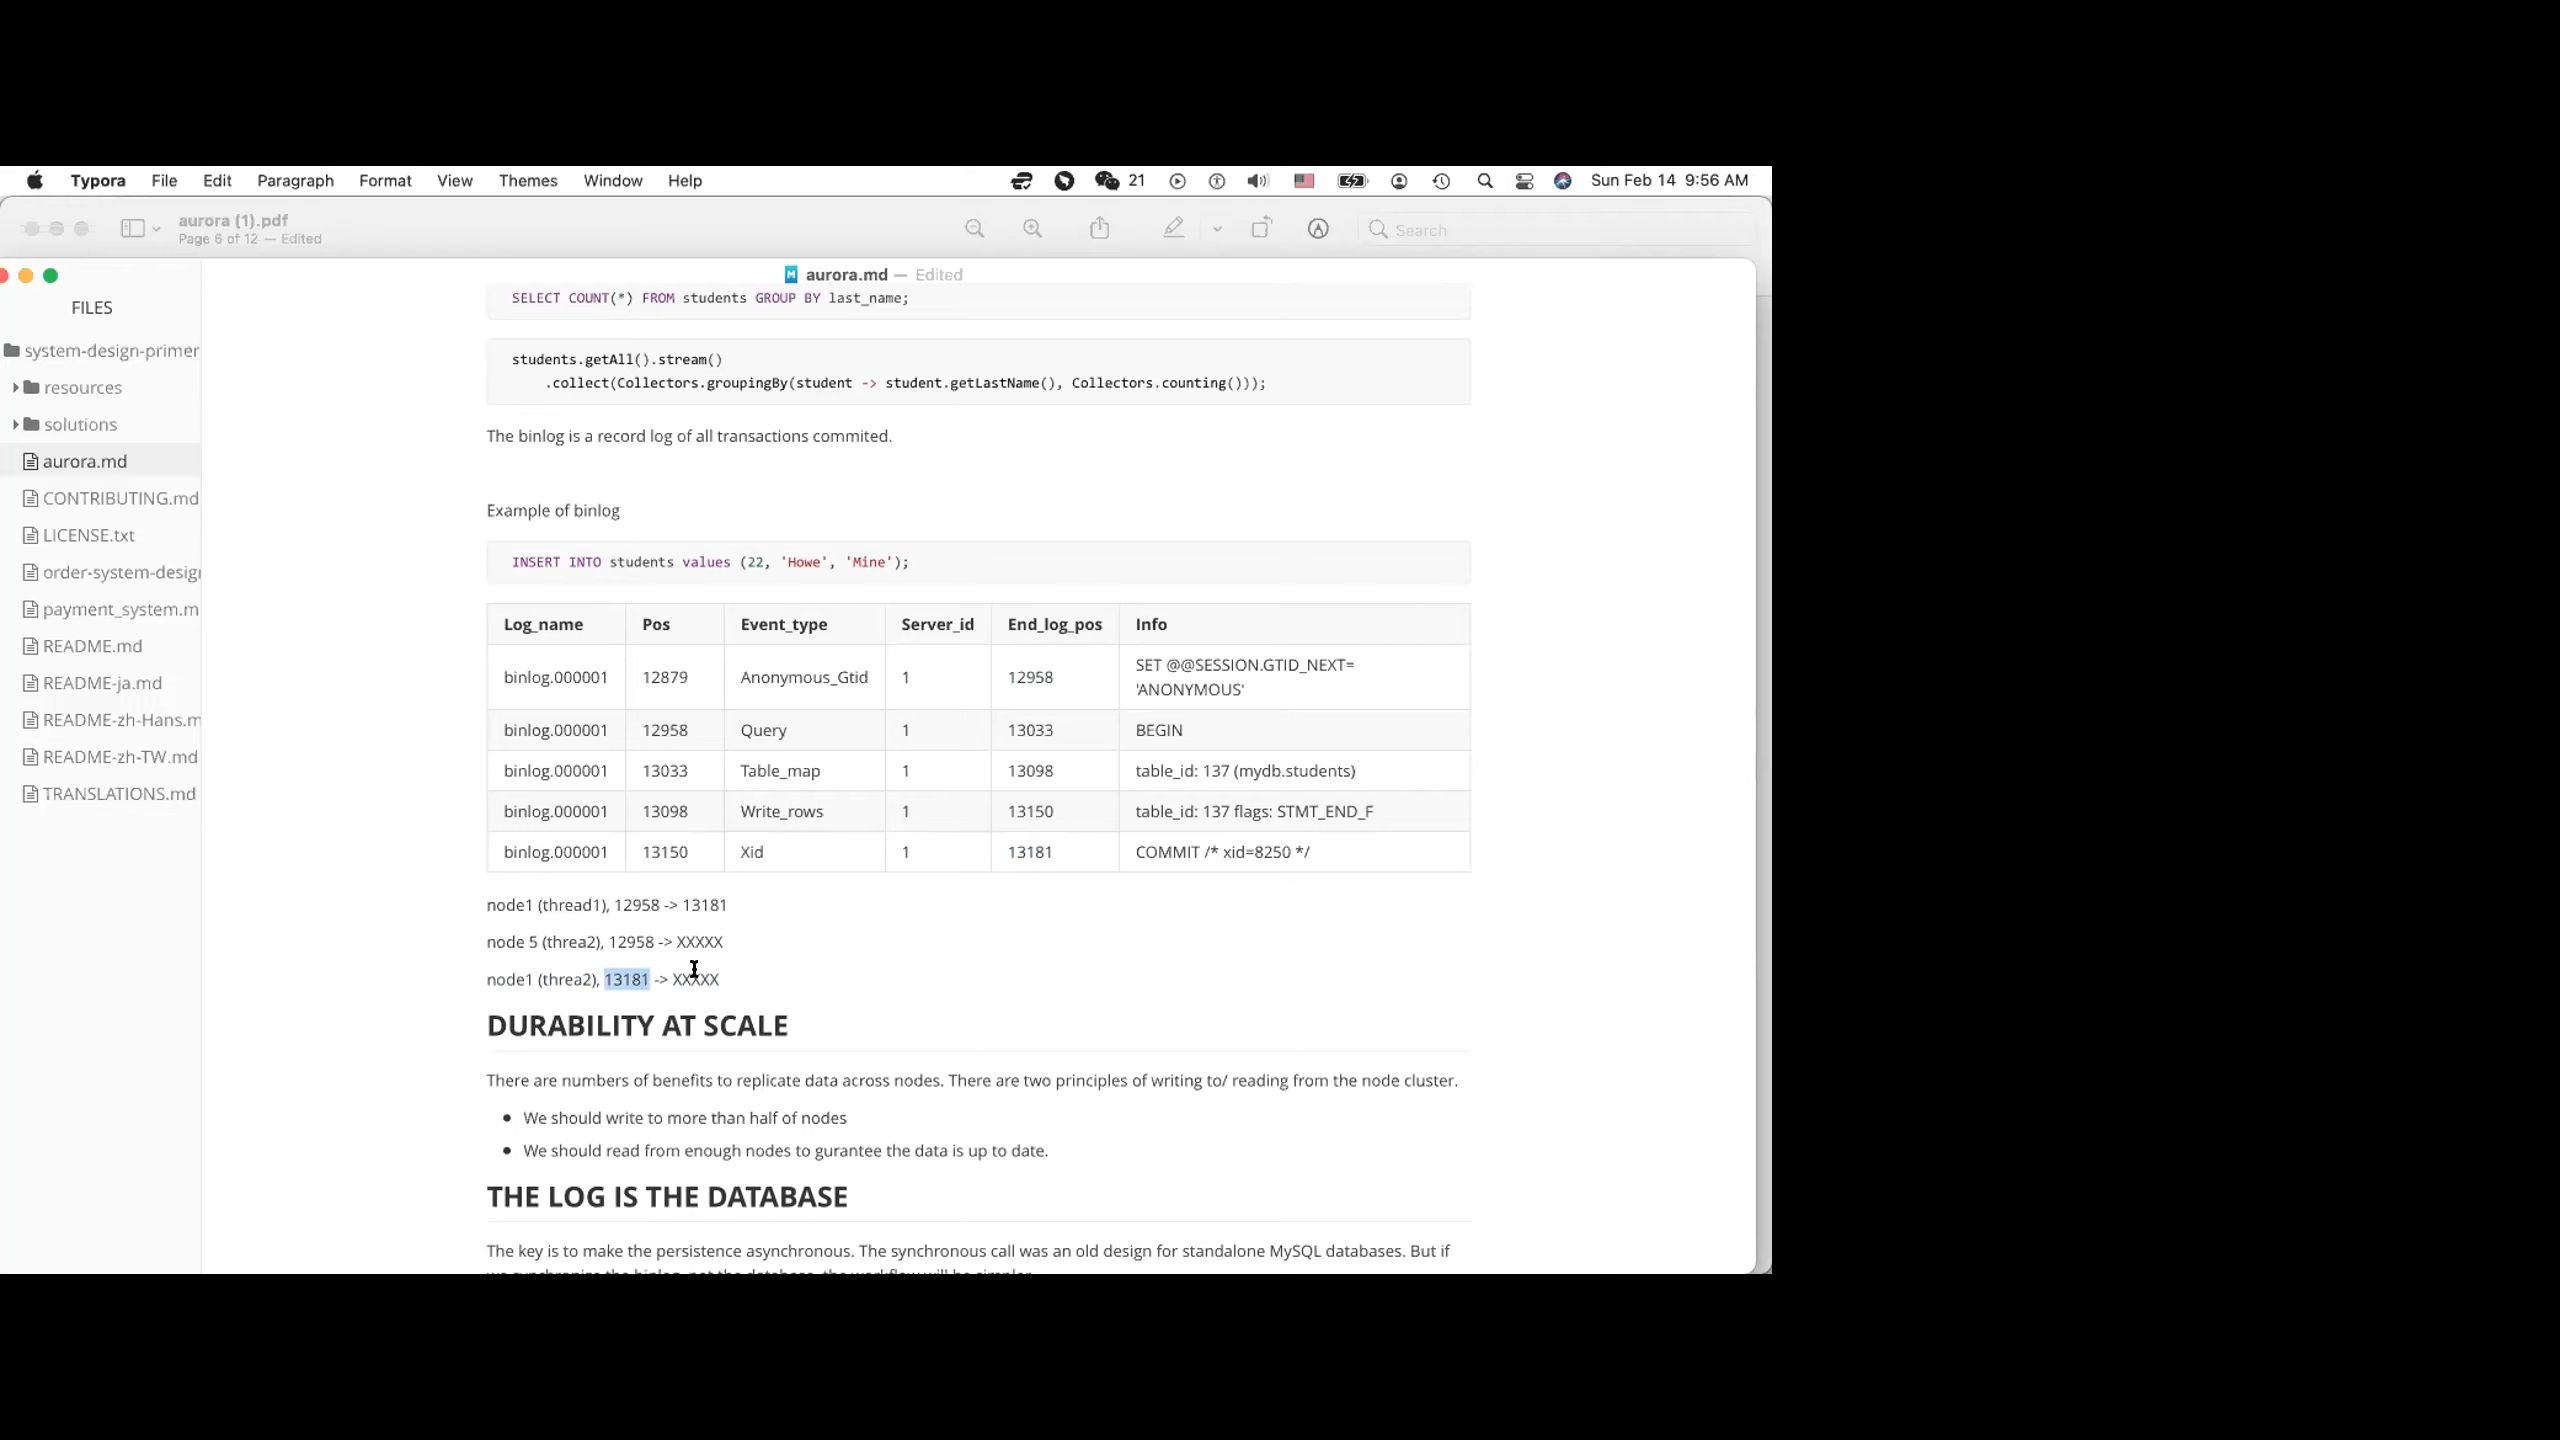 Typora File Edit Paragraph Format View Themes Window Help 21 Sun Feb 14 9:56 AM
aurora (1).pdf
Page 6 of 12 — Edited
Search
aurora.md — Edited
FILES
system-design-primer
resources
solutions
aurora.md
CONTRIBUTING.md
LICENSE.txt
order-system-desig
payment_system.m
README.md
README-ja.md
README-zh-Hans.m
README-zh-TW.md
TRANSLATIONS.md
SELECT COUNT(*) FROM students GROUP BY last_name;
students.getAll().stream()
.collect(Collectors.groupingBy(student -> student.getLastName(), Collectors.counting()));
The binlog is a record log of all transactions commited.
Example of binlog
INSERT INTO students values (22, 'Howe', 'Mine');
Log_name Pos Event_type Server_id End_log_pos Info
binlog.000001 12879 Anonymous_Gtid 1 12958 SET @@SESSION.GTID_NEXT=
'ANONYMOUS'
binlog.000001 12958 Query 1 13033 BEGIN
binlog.000001 13033 Table_map 1 13098 table_id: 137 (mydb.students)
binlog.000001 13098 Write_rows 1 13150 table_id: 137 flags: STMT_END_F
binlog.000001 13150 Xid 1 13181 COMMIT /* xid=8250 */
node1 (thread1), 12958 -> 13181
node 5 (threa2), 12958 -> XXXXX
node1 (threa2), 13181 -> XXXXX
DURABILITY AT SCALE
There are numbers of benefits to replicate data across nodes. There are two principles of writing to/ reading from the node cluster.
• We should write to more than half of nodes
• We should read from enough nodes to gurantee the data is up to date.
THE LOG IS THE DATABASE
The key is to make the persistence asynchronous. The synchronous call was an old design for standalone MySQL databases. But if
we synchronize the binlog, not the database, the workflow will be simpler